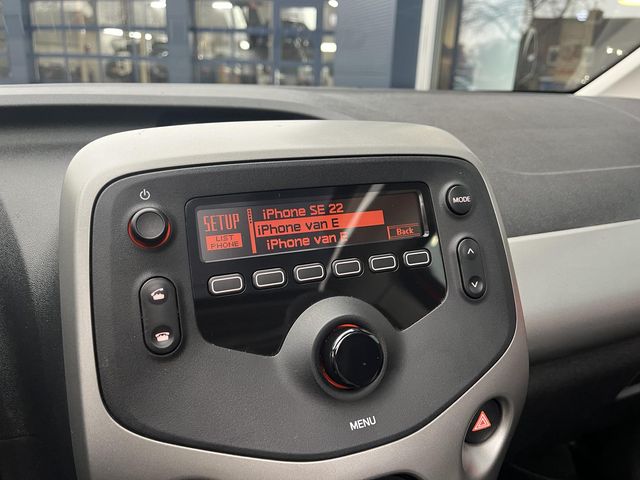 SETUP
LIST
PHONE
iPhone SE 22
iPhone van E
iPhone van E
Back
MODE
MENU